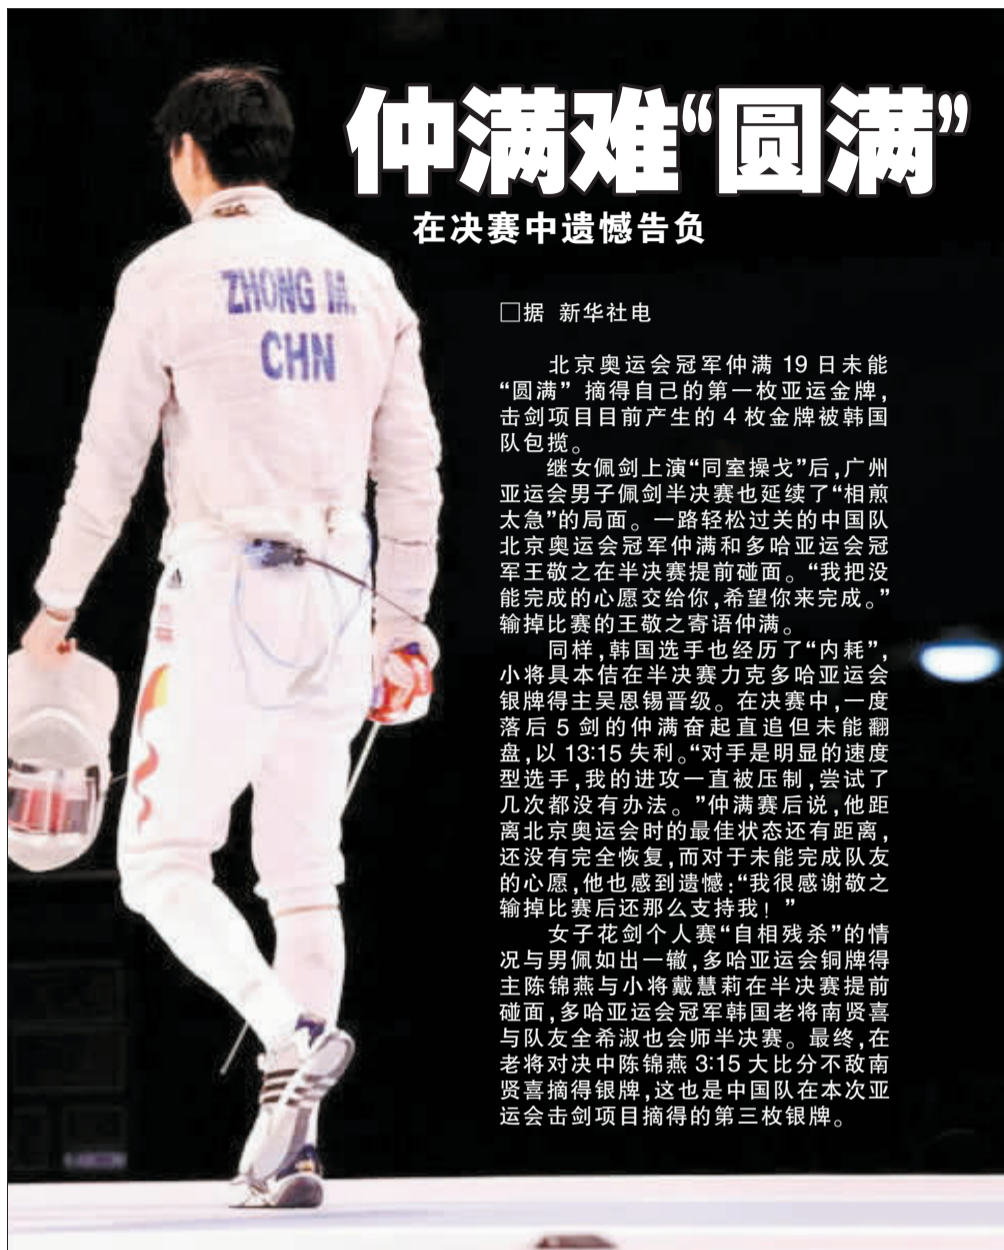 仲满难“圆满”
在决赛中遗憾告负
ZHONG M.
CHN
□据 新华社电
北京奥运会冠军仲满 19 日未能
“圆满” 摘得自己的第一枚亚运金牌，
击剑项目目前产生的 4 枚金牌被韩国
队包揽。
继女佩剑上演“同室操戈”后，广州
亚运会男子佩剑半决赛也延续了“相煎
太急”的局面。一路轻松过关的中国队
北京奥运会冠军仲满和多哈亚运会冠
军王敬之在半决赛提前碰面。“我把没
能完成的心愿交给你，希望你来完成。”
输掉比赛的王敬之寄语仲满。
同样，韩国选手也经历了“内耗”，
小将具本佶在半决赛力克多哈亚运会
银牌得主吴恩锡晋级。在决赛中，一度
落后 5 剑的仲满奋起直追但未能翻
盘，以 13:15 失利。“对手是明显的速度
型选手，我的进攻一直被压制，尝试了
几次都没有办法。”仲满赛后说，他距
离北京奥运会时的最佳状态还有距离，
还没有完全恢复，而对于未能完成队友
的心愿，他也感到遗憾：“我很感谢敬之
输掉比赛后还那么支持我！”
女子花剑个人赛“自相残杀”的情
况与男佩如出一辙，多哈亚运会铜牌得
主陈锦燕与小将戴慧莉在半决赛提前
碰面，多哈亚运会冠军韩国老将南贤喜
与队友全希淑也会师半决赛。最终，在
老将对决中陈锦燕 3:15 大比分不敌南
贤喜摘得银牌，这也是中国队在本次亚
运会击剑项目摘得的第三枚银牌。